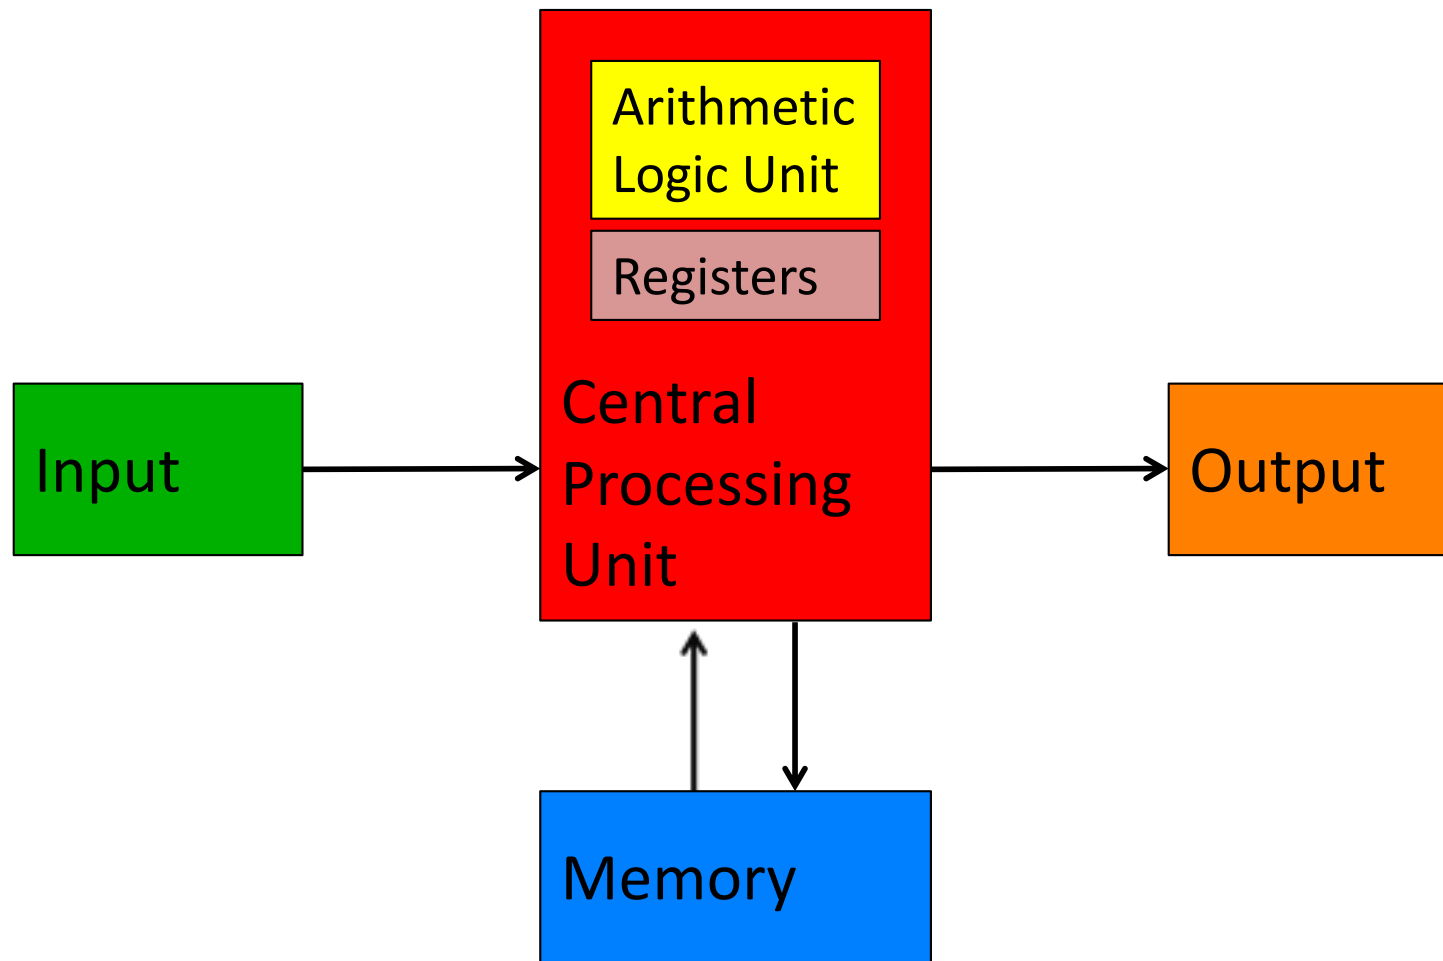 Arithmetic
Logic Unit
Registers
Central
Processing
Unit
Input
Output
Memory